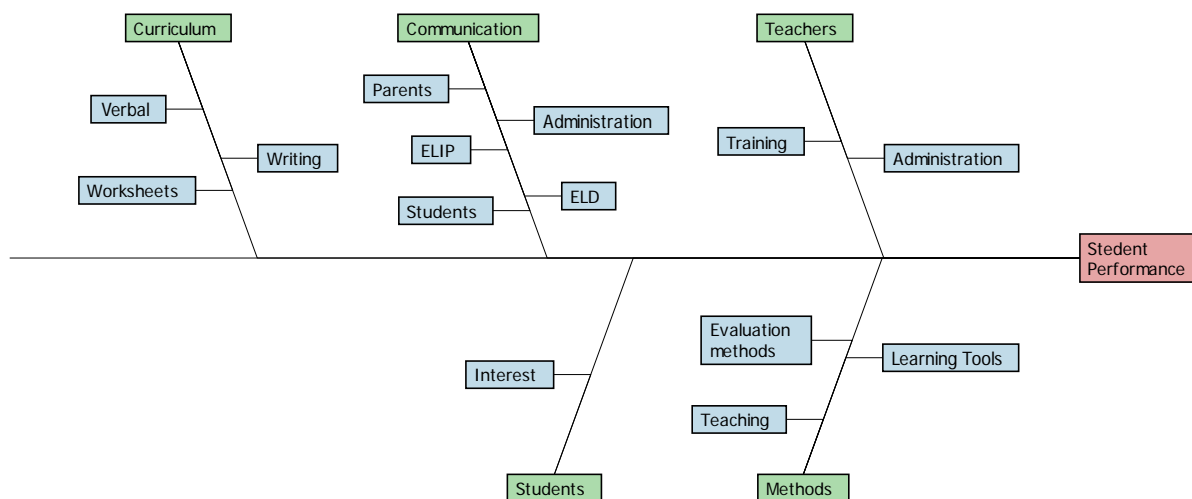 Curriculum
Communication
Teachers
Parents
Verbal
Administration
Training
ELIP
Writing
Administration
Worksheets
ELD
Students
Stedent
Performance
Evaluation
methods
Learning Tools
Interest
Teaching
Students
Methods